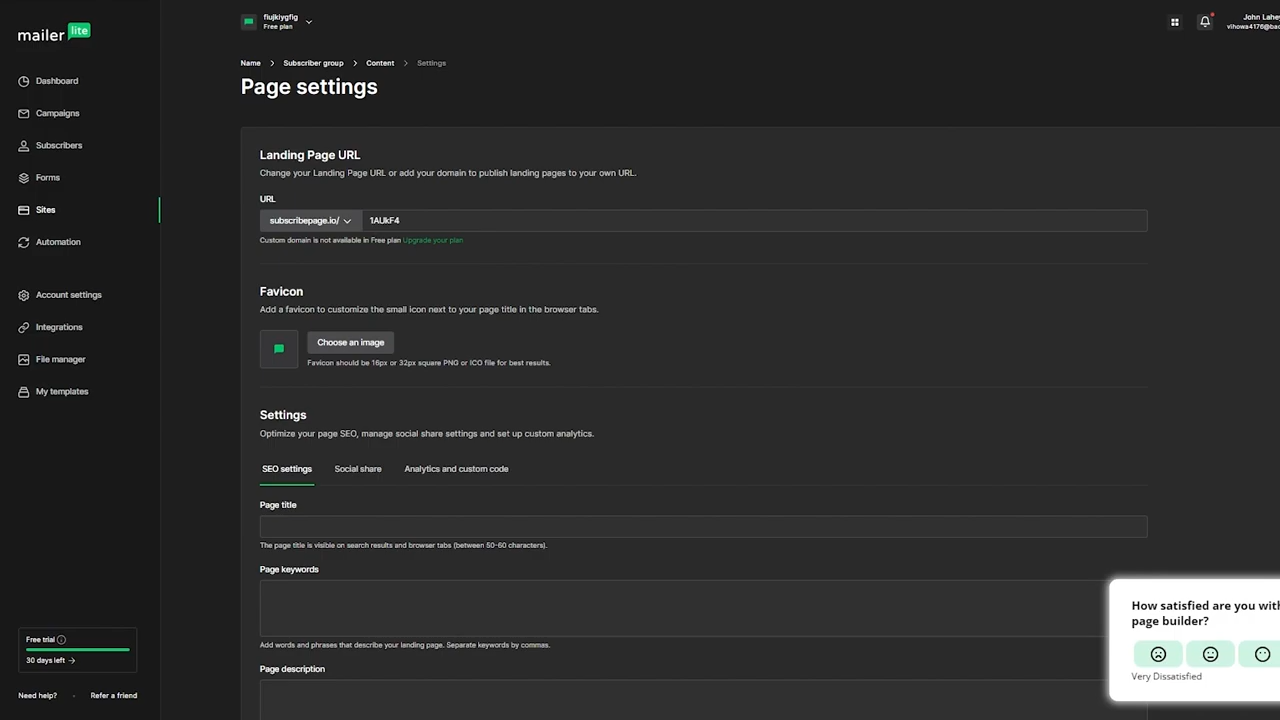 mailer lite
fiujkiygfig
Free plan
John Lahe
Name > Subscriber group > Content > Settings
Page settings
Dashboard
Campaigns
Subscribers
Forms
Sites
Automation
Account settings
Integrations
File manager
My templates
Free trial
30 days left →
Need help? • Refer a friend
Landing Page URL
Change your Landing Page URL or add your domain to publish landing pages to your own URL.
URL
subscribepage.io/ 1AUkF4
Custom domain is not available in Free plan Upgrade your plan
Favicon
Add a favicon to customize the small icon next to your page title in the browser tabs.
Choose an image
Favicon should be 16px or 32px square PNG or ICO file for best results.
Settings
Optimize your page SEO, manage social share settings and set up custom analytics.
SEO settings Social share Analytics and custom code
Page title
The page title is visible on search results and browser tabs (between 50-60 characters).
Page keywords
Add words and phrases that describe your landing page. Separate keywords by commas.
Page description
How satisfied are you with
page builder?
Very Dissatisfied